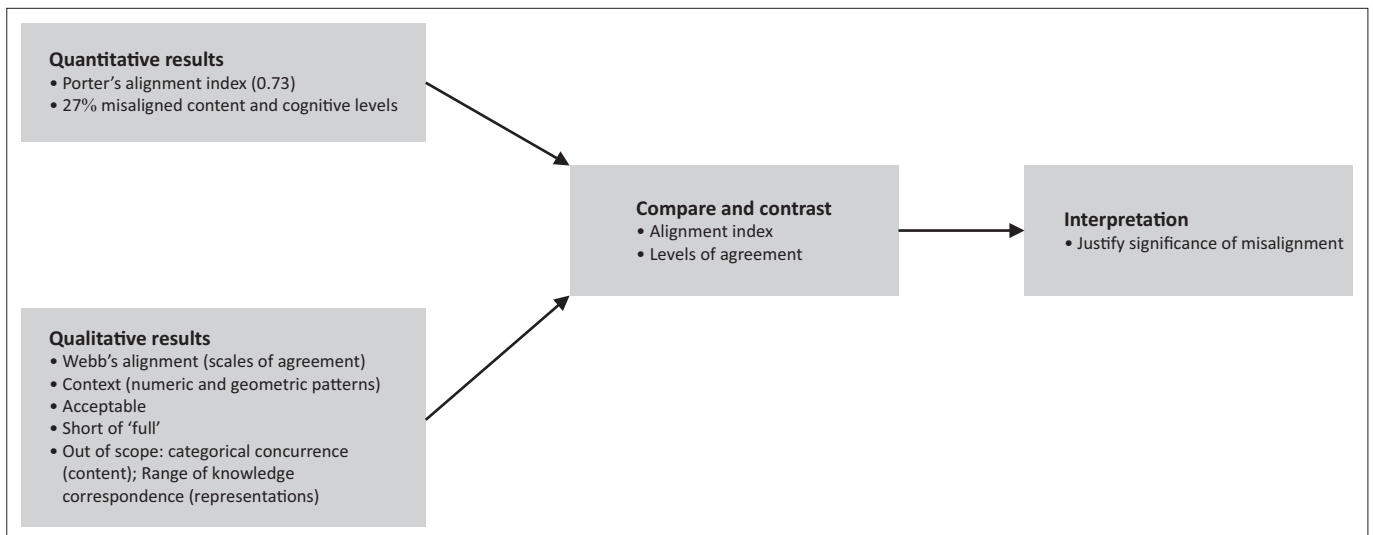 Quantitative results
• Porter’s alignment index (0.73)
• 27% misaligned content and cognitive levels
Qualitative results
• Webb’s alignment (scales of agreement)
• Context (numeric and geometric patterns)
• Acceptable
• Short of ‘full’
• Out of scope: categorical concurrence
(content); Range of knowledge
correspondence (representations)
Compare and contrast
• Alignment index
• Levels of agreement
Interpretation
• Justify significance of misalignment